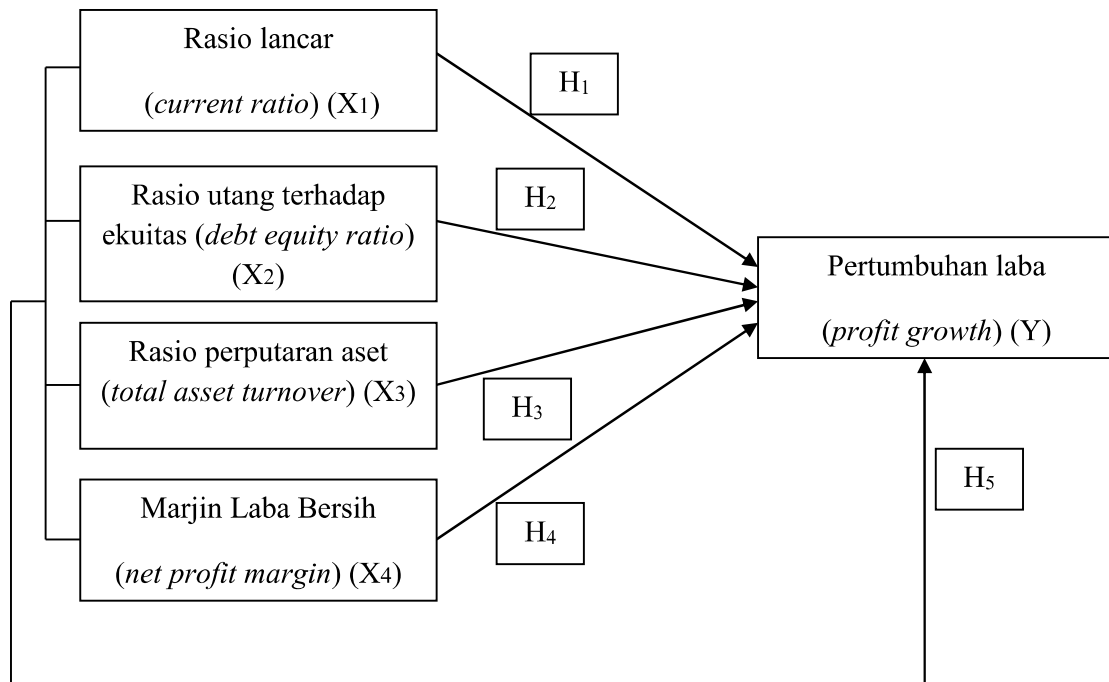 Rasio lancar
(current ratio) (X1)
H1
Rasio utang terhadap
ekuitas (debt equity ratio)
(X2)
H2
Rasio perputaran aset
(total asset turnover) (X3)
H3
Marjin Laba Bersih
(net profit margin) (X4)
H4
Pertumbuhan laba
(profit growth) (Y)
H5